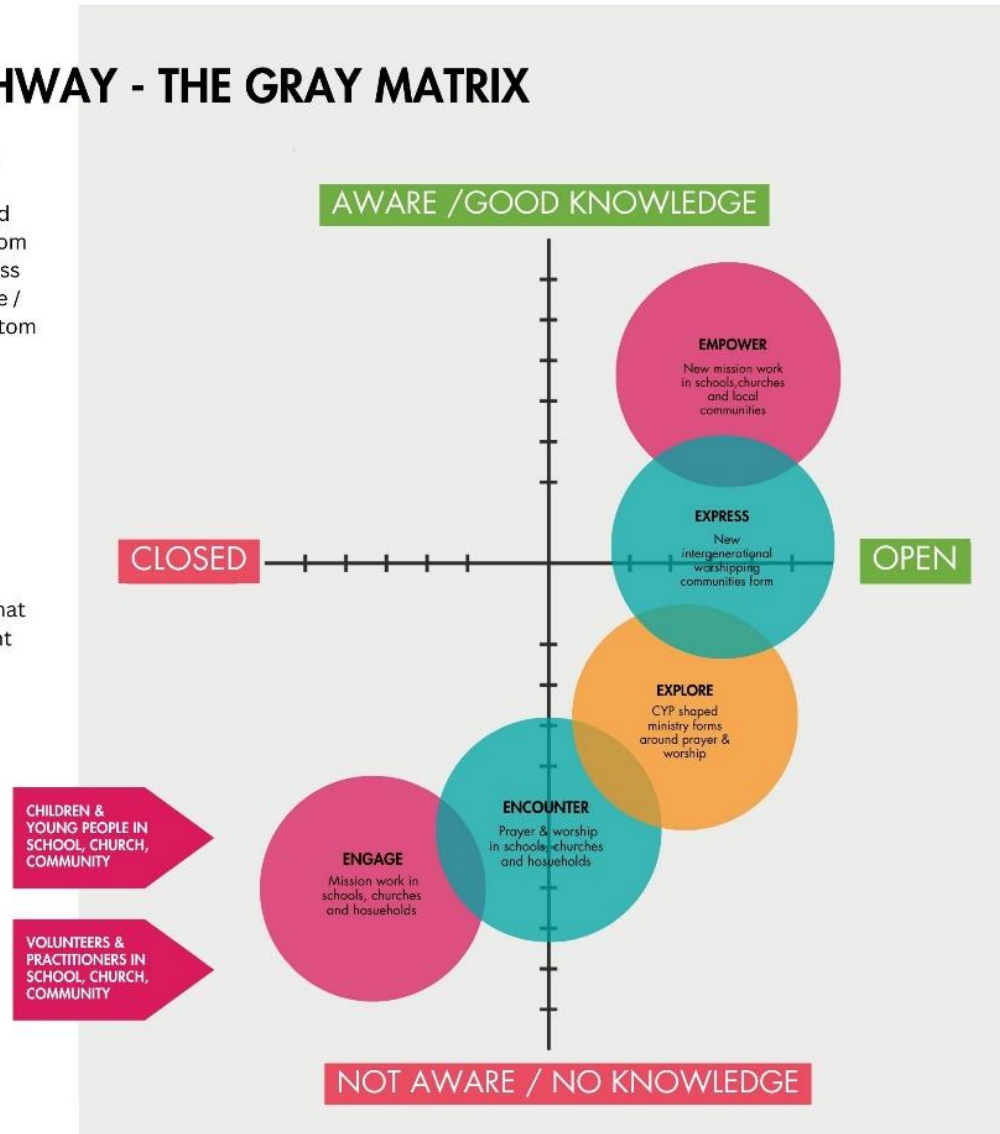 HWAY - THE GRAY MATRIX
d
om
ss
e /
tom
AWARE /GOOD KNOWLEDGE
EMPOWER
New mission work
in schools,churches
and local
communities
EXPRESS
New
intergenerational
worshipping
communities form
CLOSED
OPEN
hat
nt
EXPLORE
CYP shaped
ministry forms
around prayer &
worship
ENCOUNTER
Prayer & worship
in schools, churches
and hosueholds
ENGAGE
Mission work in
schools, churches
and hosueholds
CHILDREN &
YOUNG PEOPLE IN
SCHOOL, CHURCH,
COMMUNITY
VOLUNTEERS &
PRACTITIONERS IN
SCHOOL, CHURCH,
COMMUNITY
NOT AWARE / NO KNOWLEDGE